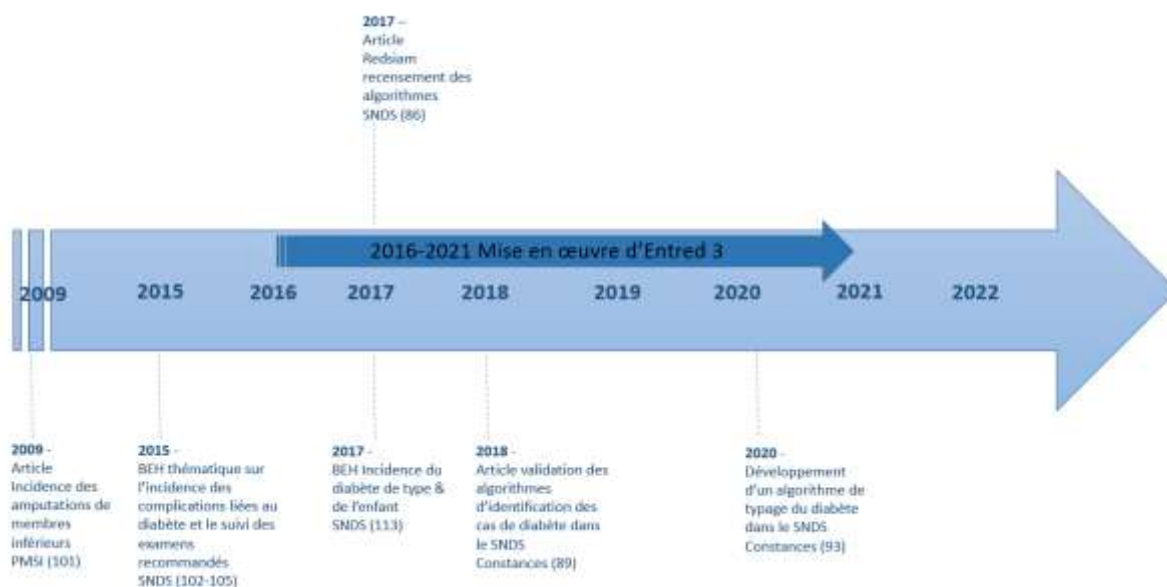 2017 –
Article
Redsiam
recensement des
algorithmes
SNDS (86)
2016-2021 Mise en œuvre d'Entred 3
2009
2015
2016
2017
2018
2019
2020
2021
2022
2009 -
Article
Incidence des
amputations de
membres
inférieurs
PMSI (101)
2015 -
BEH thématique sur
l'incidence des
complications liées au
diabète et le suivi des
examens
recommandés
SNDS (102-105)
2017 -
BEH Incidence du
diabète de type &
de l'enfant
SNDS (113)
2018 -
Article validation des
algorithmes
d'identification des
cas de diabète dans
le SNDS
Constances (89)
2020 -
Développement
d'un algorithme de
typage du diabète
dans le SNDS
Constances (93)